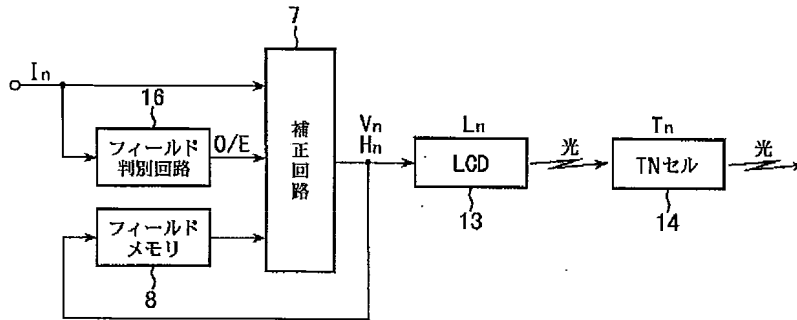 7
In
16
フィールド
判別回路
O/E
補正回路
Vn
Hn
Ln
LCD
13
光
Tn
TNセル
14
光
フィールド
メモリ
8